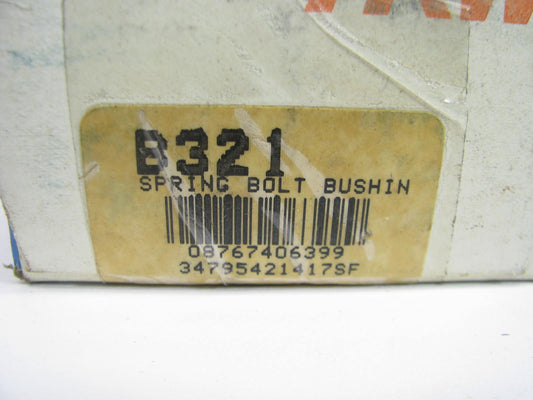 B321
SPRING BOLT BUSHIN
08767406399
34795421417SF